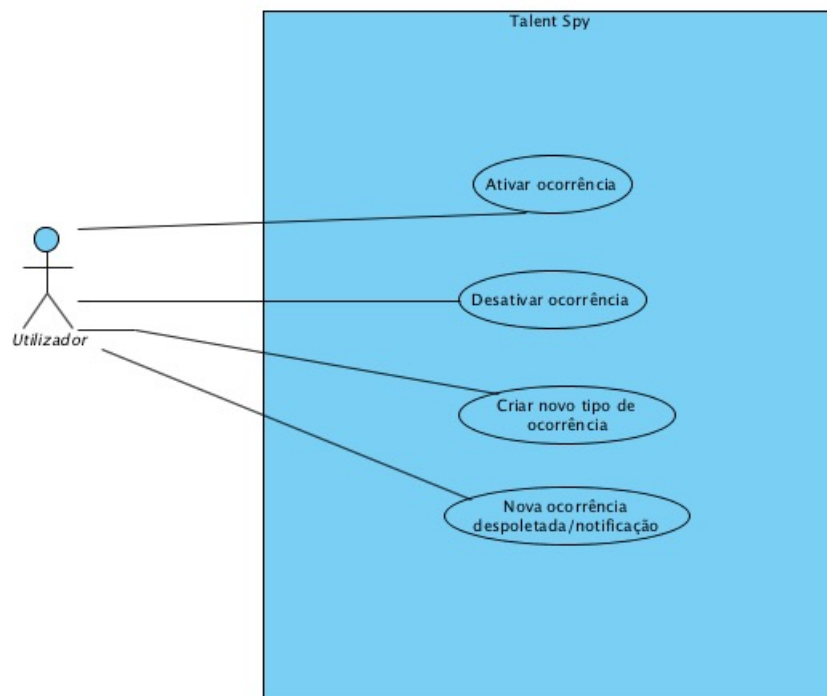 Talent Spy
Ativar ocorrência
Desativar ocorrência
Utilizador
Criar novo tipo de
ocorrência
Nova ocorrência
despoletada/notificação